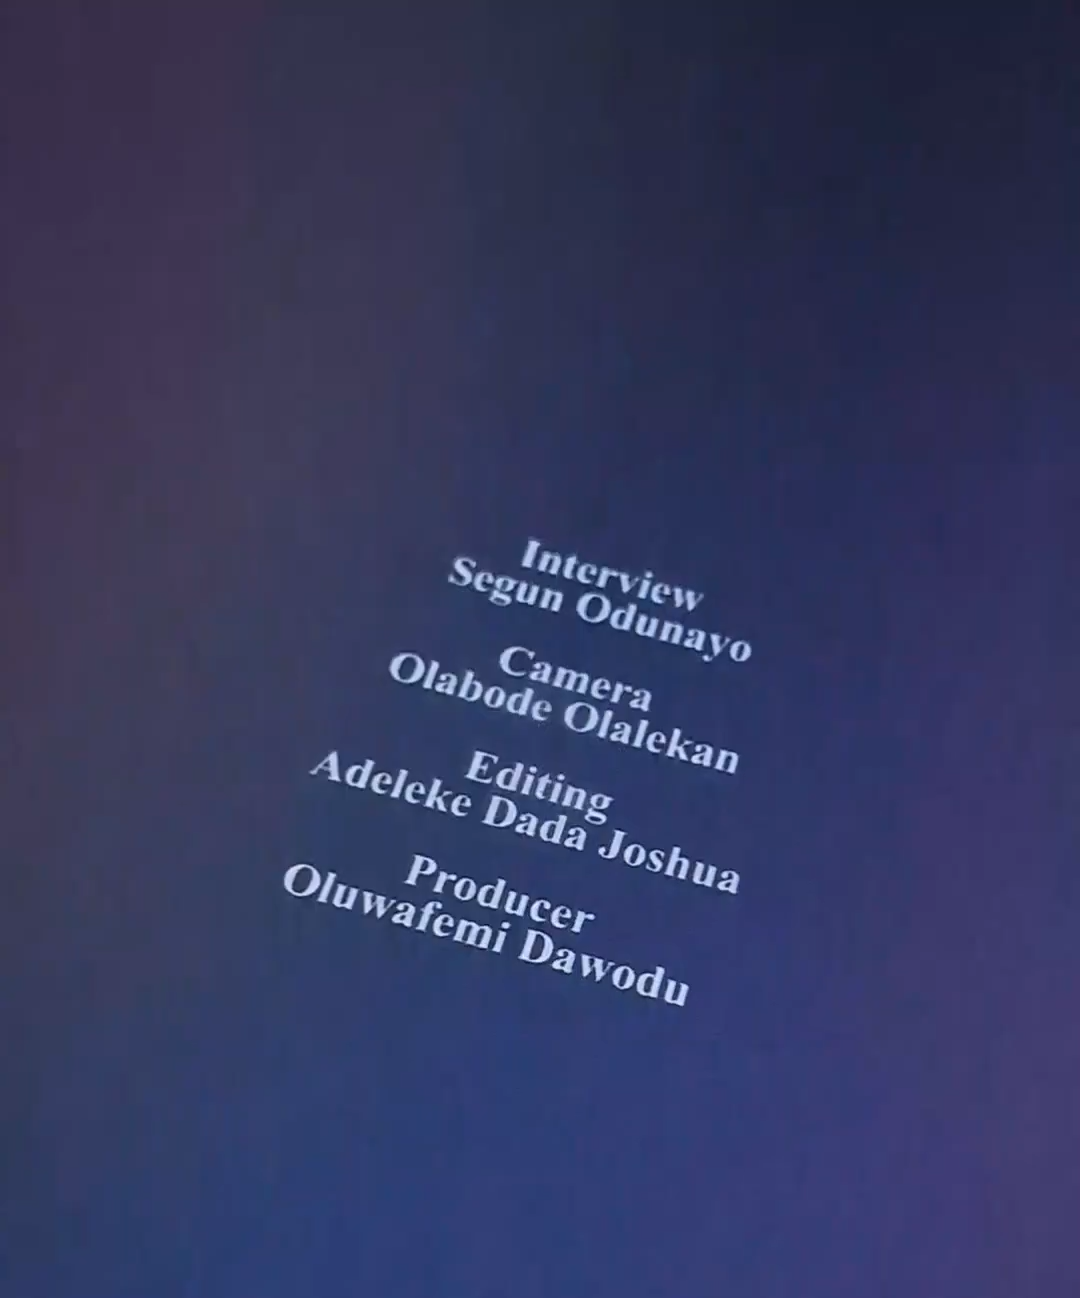 Interview
Segun Odunayo
Camera
Olabode Olalekan
Editing
Adeleke Dada Joshua
Producer
Oluwafemi Dawodu